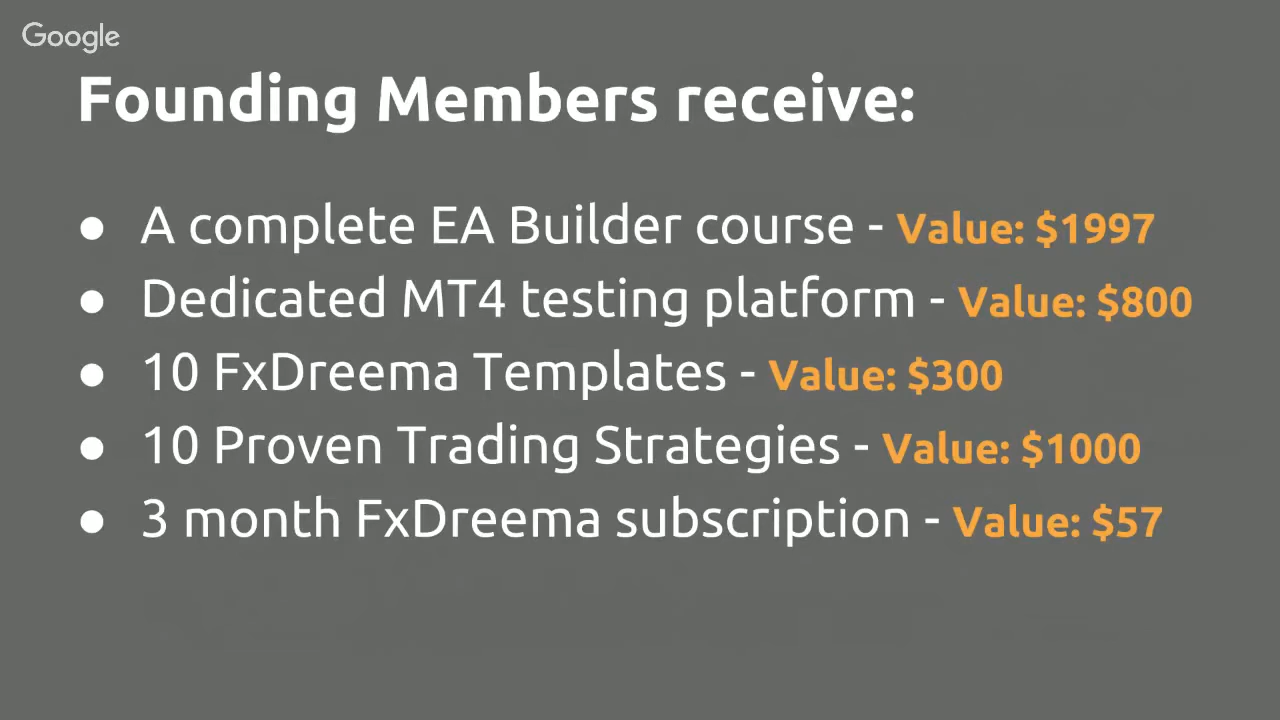 Google
Founding Members receive:
● A complete EA Builder course - Value: $1997
● Dedicated MT4 testing platform - Value: $800
● 10 FxDreema Templates - Value: $300
● 10 Proven Trading Strategies - Value: $1000
● 3 month FxDreema subscription - Value: $57